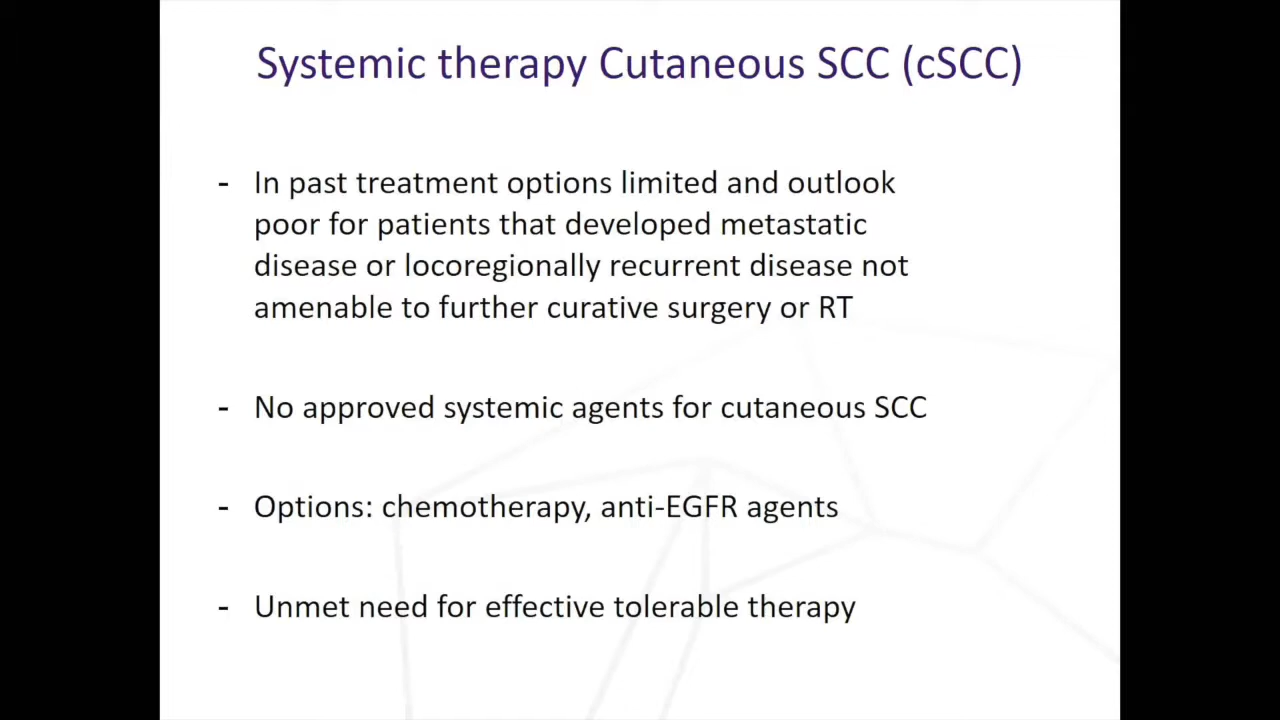 Systemic therapy Cutaneous SCC (cSCC)
- In past treatment options limited and outlook
poor for patients that developed metastatic
disease or locoregionally recurrent disease not
amenable to further curative surgery or RT
- No approved systemic agents for cutaneous SCC
- Options: chemotherapy, anti-EGFR agents
- Unmet need for effective tolerable therapy